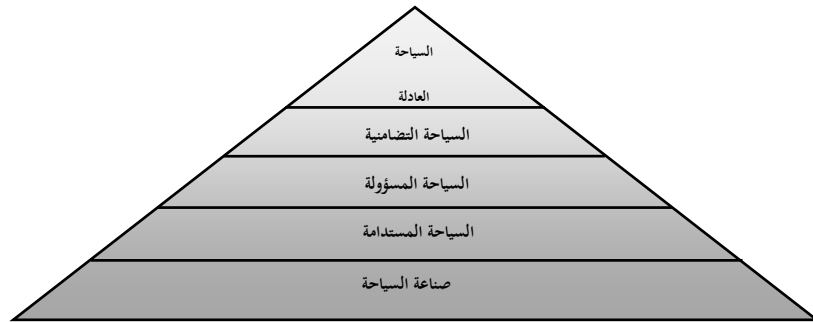 السياحة
العادلة
السياحة التضامنية
السياحة المسؤولة
السياحة المستدامة
صناعة السياحة